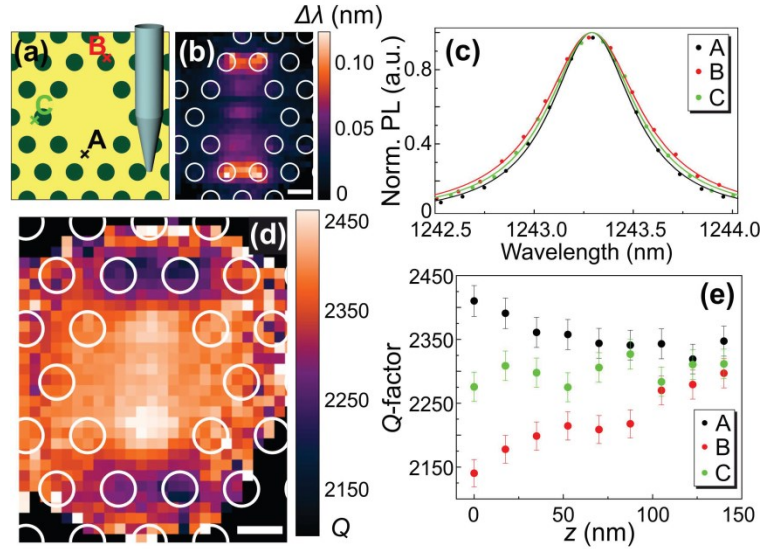 (a)
B
C
A
(b)
Δλ (nm)
0.10
0.05
0
(c)
A
B
C
Norm. PL (a.u.)
0.8
0.4
0
1242.5 1243.0 1243.5 1244.0
Wavelength (nm)
(d)
2450
2350
2250
2150
Q
(e)
2450
2350
2250
2150
Q-factor
A
B
C
0 50 100 150
z (nm)